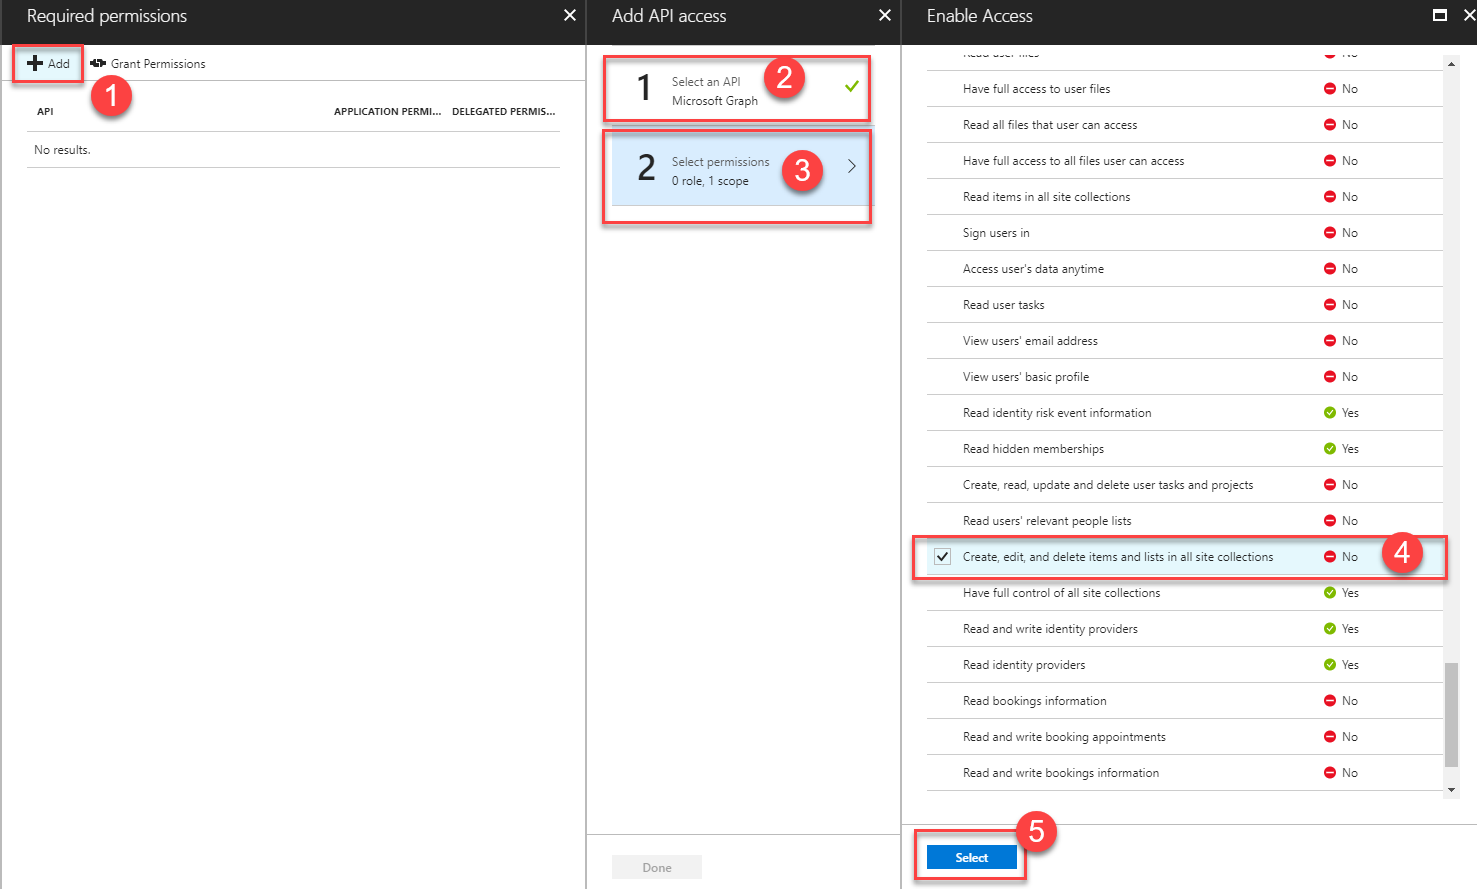 Required permissions
Add
Grant Permissions
1
API
APPLICATION PERMI...
DELEGATED PERMIS...
No results.
Add API access
1
Select an API
Microsoft Graph
2
2
Select permissions
0 role, 1 scope
3
Done
Enable Access
Read user files No
Have full access to user files No
Read all files that user can access No
Have full access to all files user can access No
Read items in all site collections No
Sign users in No
Access user's data anytime No
Read user tasks No
View users' email address No
View users' basic profile No
Read identity risk event information Yes
Read hidden memberships Yes
Create, read, update and delete user tasks and projects No
Read users' relevant people lists No
Create, edit, and delete items and lists in all site collections No
4
Have full control of all site collections Yes
Read and write identity providers Yes
Read identity providers Yes
Read bookings information No
Read and write booking appointments No
Read and write bookings information No
5
Select